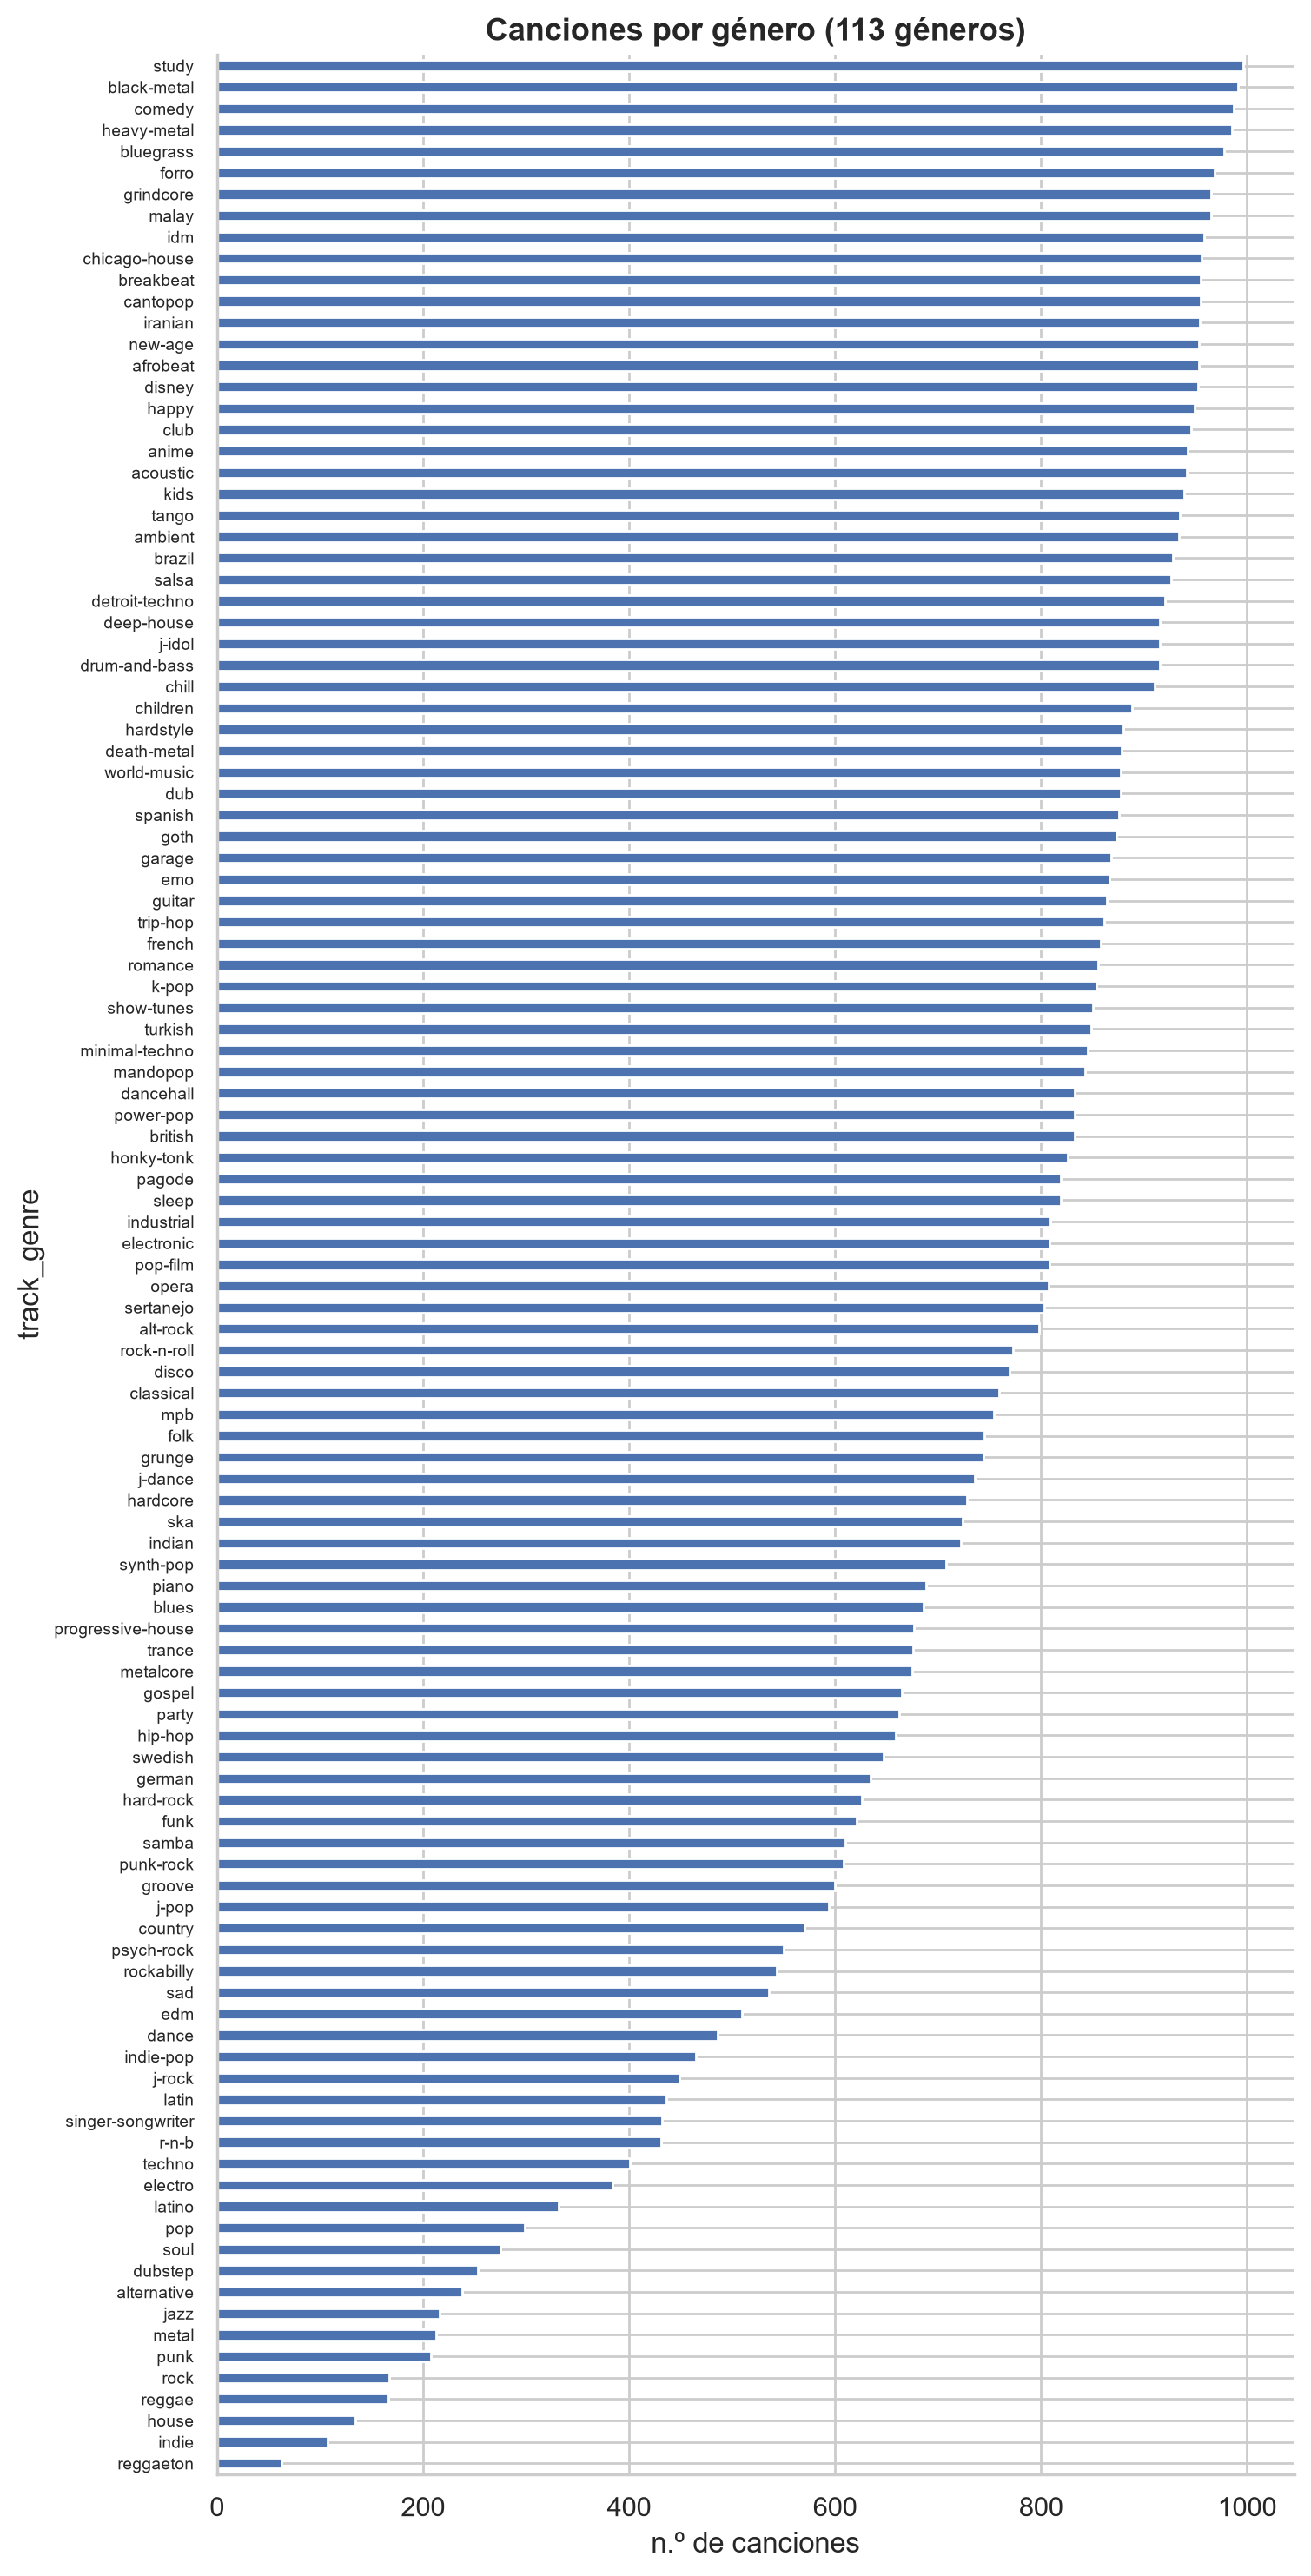 Canciones por género (113 géneros)
study
black-metal
comedy
heavy-metal
bluegrass
forro
grindcore
malay
idm
chicago-house
breakbeat
cantopop
iranian
new-age
afrobeat
disney
happy
club
anime
acoustic
kids
tango
ambient
brazil
salsa
detroit-techno
deep-house
j-idol
drum-and-bass
chill
children
hardstyle
death-metal
world-music
dub
spanish
goth
garage
emo
guitar
trip-hop
french
romance
k-pop
show-tunes
turkish
minimal-techno
mandopop
dancehall
power-pop
british
honky-tonk
pagode
sleep
industrial
electronic
pop-film
opera
sertanejo
alt-rock
rock-n-roll
disco
classical
mpb
folk
grunge
j-dance
hardcore
ska
indian
synth-pop
piano
blues
progressive-house
trance
metalcore
gospel
party
hip-hop
swedish
german
hard-rock
funk
samba
punk-rock
groove
j-pop
country
psych-rock
rockabilly
sad
edm
dance
indie-pop
j-rock
latin
singer-songwriter
r-n-b
techno
electro
latino
pop
soul
dubstep
alternative
jazz
metal
punk
rock
reggae
house
indie
reggaeton
track_genre
0 200 400 600 800 1000
n.º de canciones